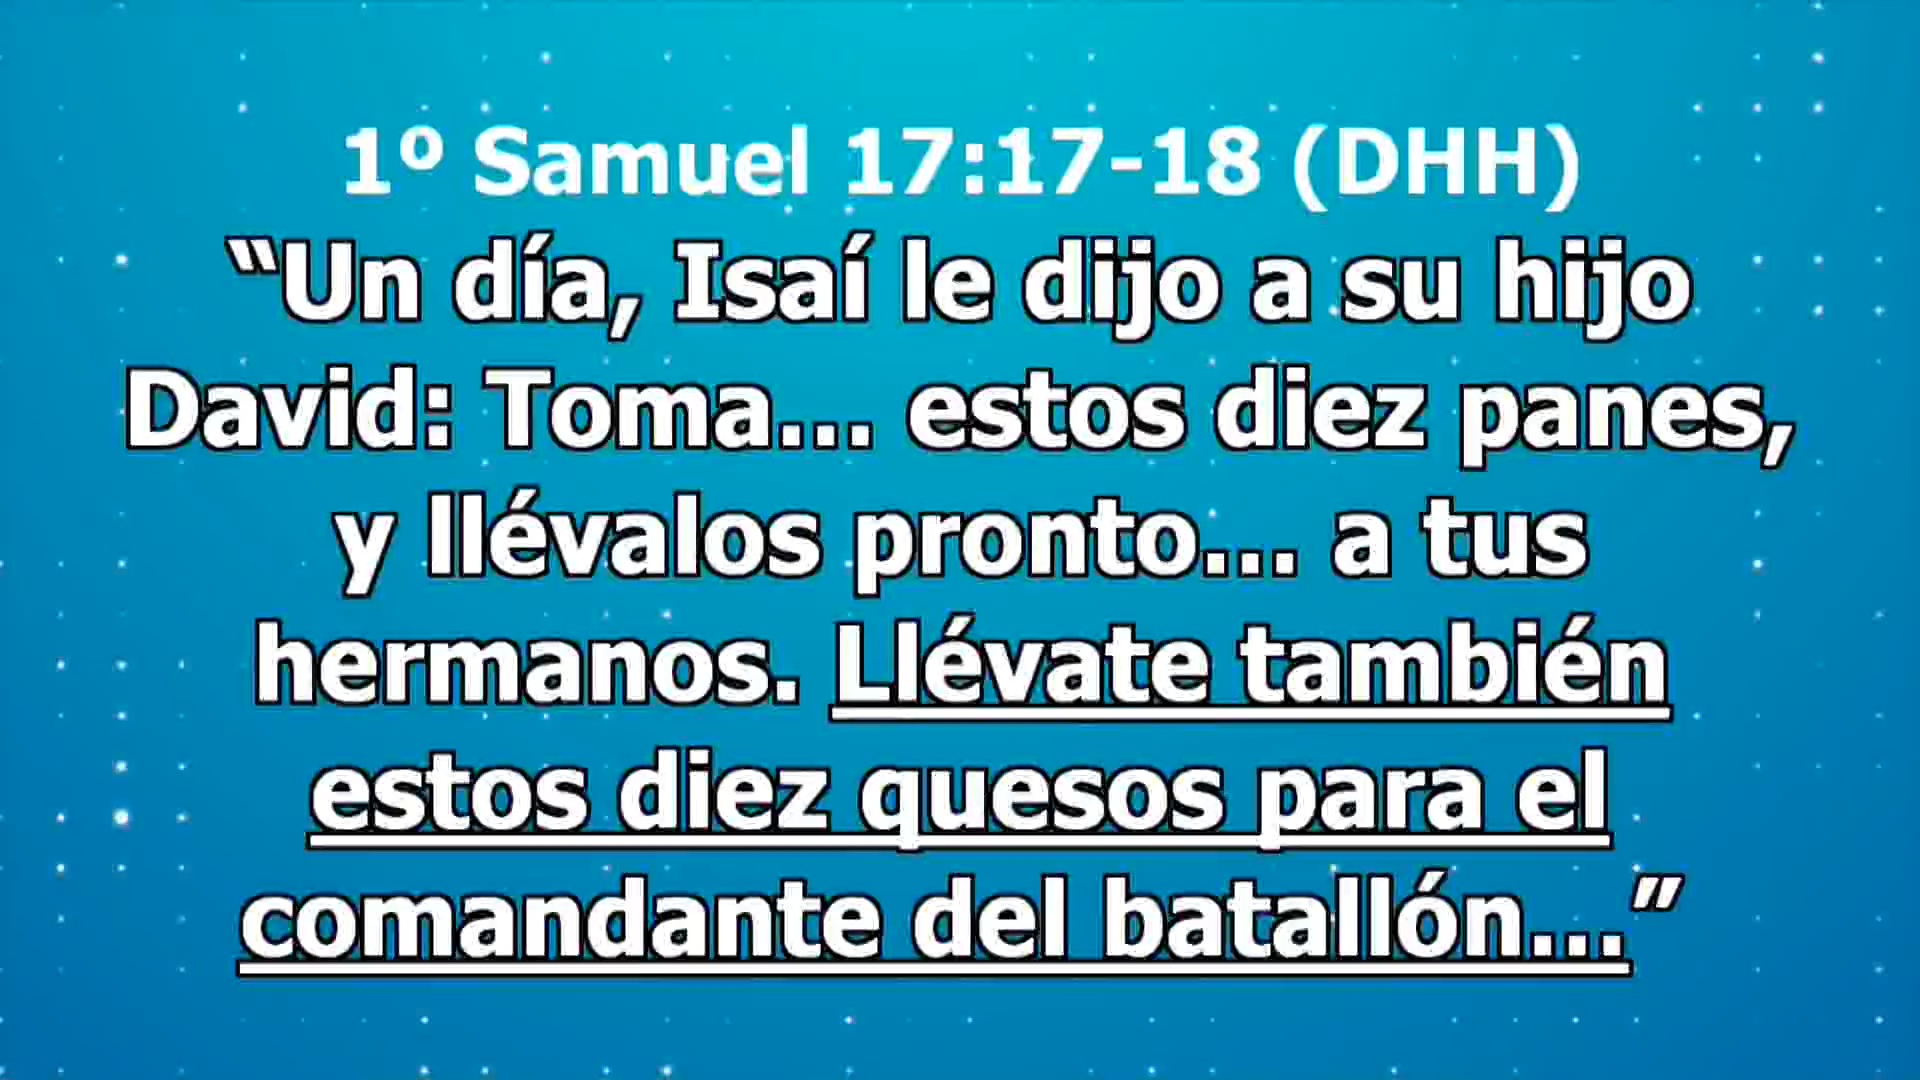 1º Samuel 17:17-18 (DHH)
“Un día, Isaí le dijo a su hijo
David: Toma... estos diez panes,
y llévalos pronto... a tus
hermanos. Llévate también
estos diez quesos para el
comandante del batallón...”